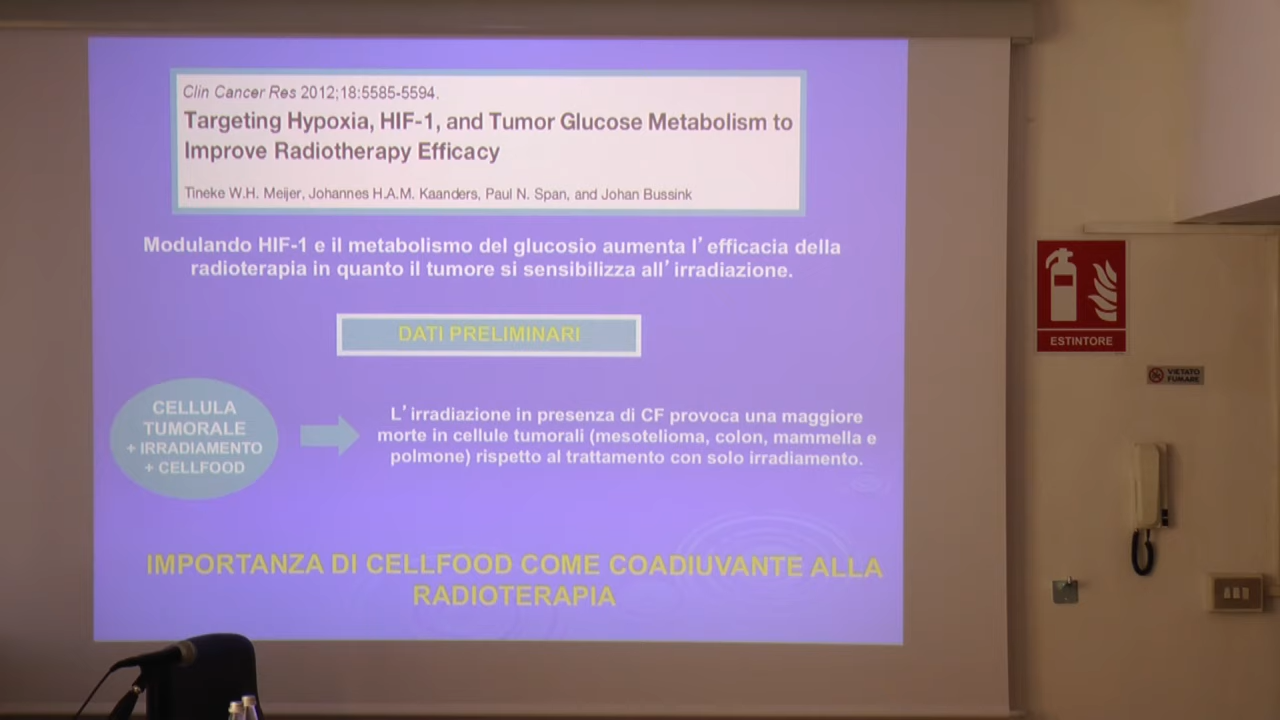 Clin Cancer Res 2012;18:5585-5594.
Targeting Hypoxia, HIF-1, and Tumor Glucose Metabolism to
Improve Radiotherapy Efficacy
Tineke W.H. Meijer, Johannes H.A.M. Kaanders, Paul N. Span, and Johan Bussink
Modulando HIF-1 e il metabolismo del glucosio aumenta l’efficacia della
radioterapia in quanto il tumore si sensibilizza all’irradiazione.
DATI PRELIMINARI
CELLULA
TUMORALE
+ IRRADIAMENTO
+ CELLFOOD
L’irradiazione in presenza di CF provoca una maggiore
morte in cellule tumorali (mesotelioma, colon, mammella e
polmone) rispetto al trattamento con solo irradiamento.
IMPORTANZA DI CELLFOOD COME COADIUVANTE ALLA
RADIOTERAPIA
ESTINTORE
VIETATO
FUMARE